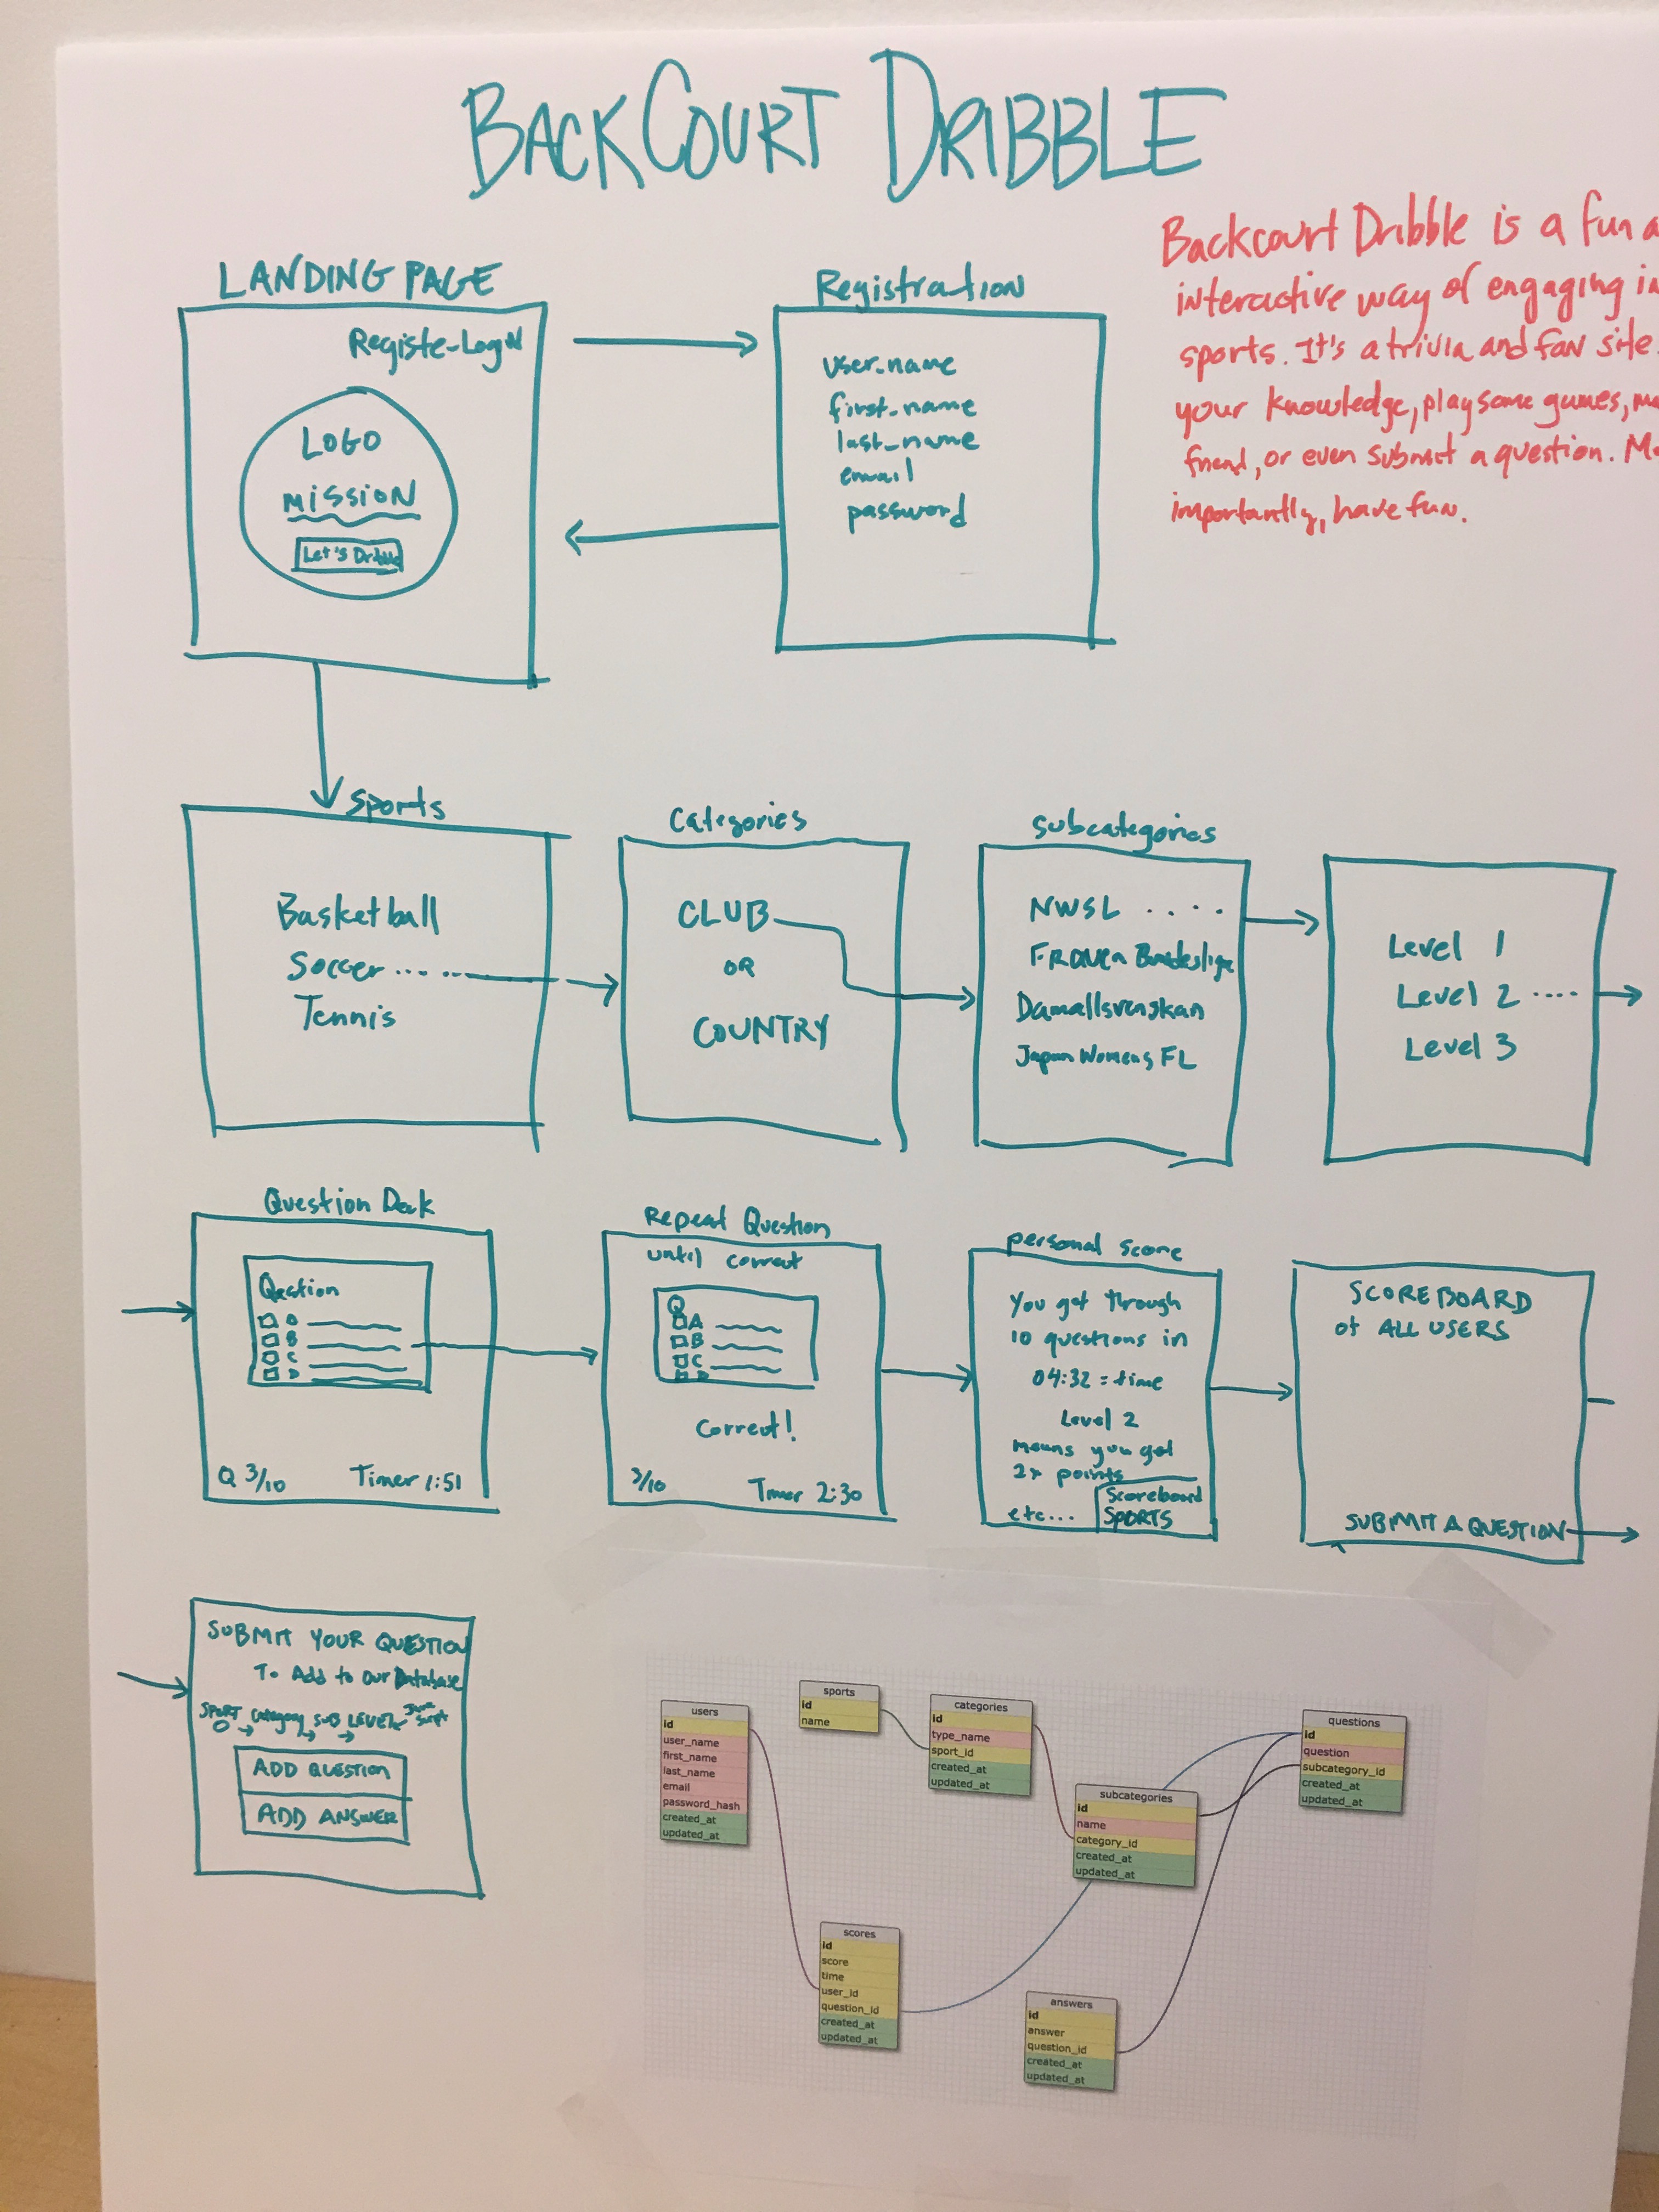 BACKCOURT DRIBBLE
Backcourt Dribble is a fun a
interactive way of engaging in
sports. It's a trivia and fan site.
your knowledge, play some games, ma
friend, or even submit a question. Mo
importantly, have fun.
LANDING PAGE
Registe-Login
LOGO
MISSION
Let's Dribble
Registration
user_name
first_name
last_name
email
password
Sports
Basketball
Soccer ........
Tennis
Categories
CLUB
OR
COUNTRY
Subcategories
NWSL ....
FRAUEN Bundesliga
Damallsvenskan
Japan Womens FL
Level 1
Level 2 ....
Level 3
Question Deck
Question
A
B
C
D
Q 3/10 Timer 1:51
Repeat Question
until correct
Q
A
B
C
D
Correct!
3/10 Timer 2:30
personal score
You got through
10 questions in
04:32 = time
Level 2
means you get
2x points
etc...
Scoreboard
SPORTS
SCOREBOARD
of ALL USERS
SUBMIT A QUESTION
SUBMIT YOUR QUESTION
To Add to our Database
SPORT Category SUB LEVEL
ADD QUESTION
ADD ANSWER
users
id
user_name
first_name
last_name
email
password_hash
created_at
updated_at
sports
id
name
categories
id
type_name
sport_id
created_at
updated_at
subcategories
id
name
category_id
created_at
updated_at
questions
id
question
subcategory_id
created_at
updated_at
scores
id
score
time
user_id
question_id
created_at
updated_at
answers
id
answer
question_id
created_at
updated_at